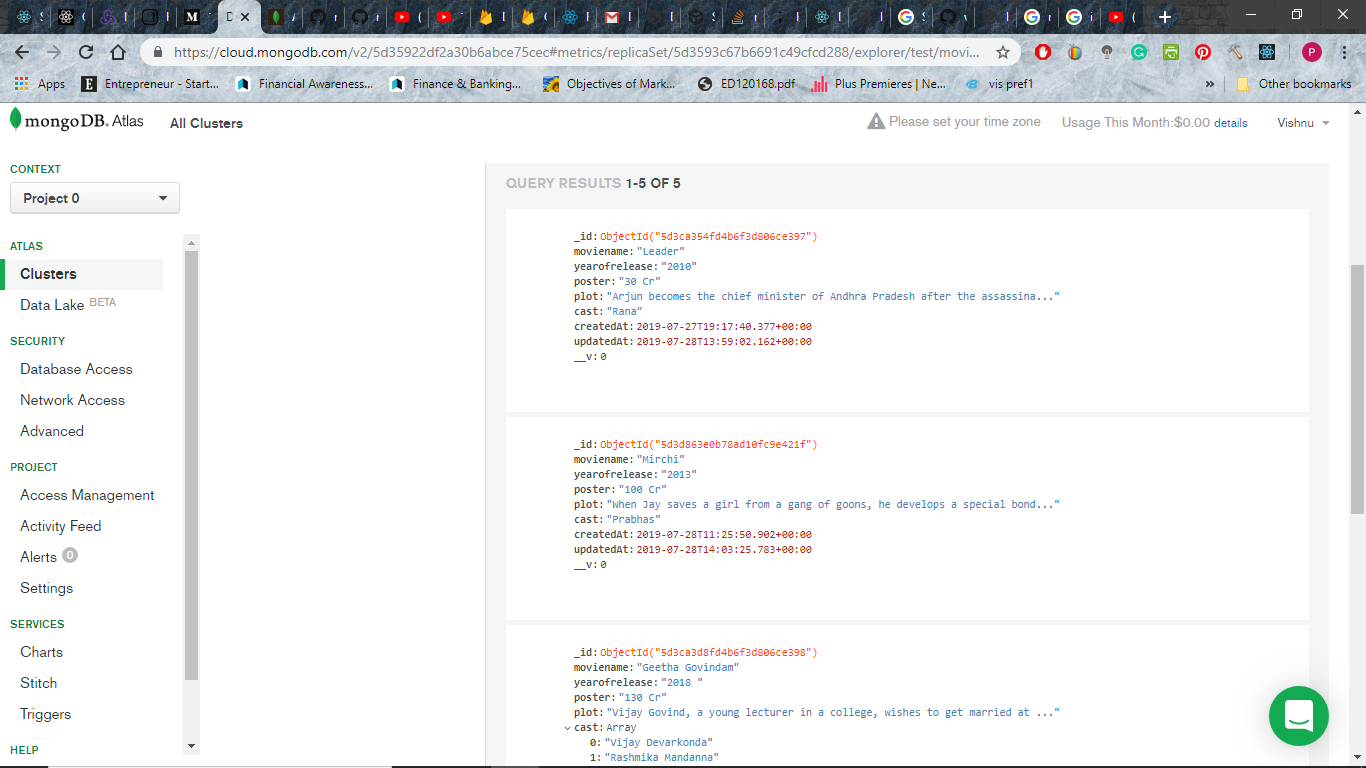 https://cloud.mongodb.com/v2/5d35922df2a30b6abce75cec#metrics/replicaSet/5d3593c67b6691c49cfcd288/explorer/test/movi...
P
Apps
E Entrepreneur - Start...
Financial Awareness...
Finance & Banking...
Objectives of Mark...
ED120168.pdf
Plus Premieres | Ne...
vis pref1
»
Other bookmarks
mongoDB. Atlas
All Clusters
Please set your time zone
Usage This Month:$0.00 details
Vishnu
CONTEXT
Project 0
ATLAS
Clusters
Data Lake BETA
SECURITY
Database Access
Network Access
Advanced
PROJECT
Access Management
Activity Feed
Alerts 0
Settings
SERVICES
Charts
Stitch
Triggers
HELP
QUERY RESULTS 1-5 OF 5
_id:ObjectId("5d3ca354fd4b6f3d806ce397")
moviename:"Leader"
yearofrelease:"2010"
poster:"30 Cr"
plot:"Arjun becomes the chief minister of Andhra Pradesh after the assassina..."
cast:"Rana"
createdAt:2019-07-27T19:17:40.377+00:00
updatedAt:2019-07-28T13:59:02.162+00:00
__v:0
_id:ObjectId("5d3d863e0b78ad10fc9e421f")
moviename:"Mirchi"
yearofrelease:"2013"
poster:"100 Cr"
plot:"When Jay saves a girl from a gang of goons, he develops a special bond..."
cast:"Prabhas"
createdAt:2019-07-28T11:25:50.902+00:00
updatedAt:2019-07-28T14:03:25.783+00:00
__v:0
_id:ObjectId("5d3ca3d8fd4b6f3d806ce398")
moviename:"Geetha Govindam"
yearofrelease:"2018 "
poster:"130 Cr"
plot:"Vijay Govind, a young lecturer in a college, wishes to get married at ..."
cast:Array
0:"Vijay Devarkonda"
1:"Rashmika Mandanna"